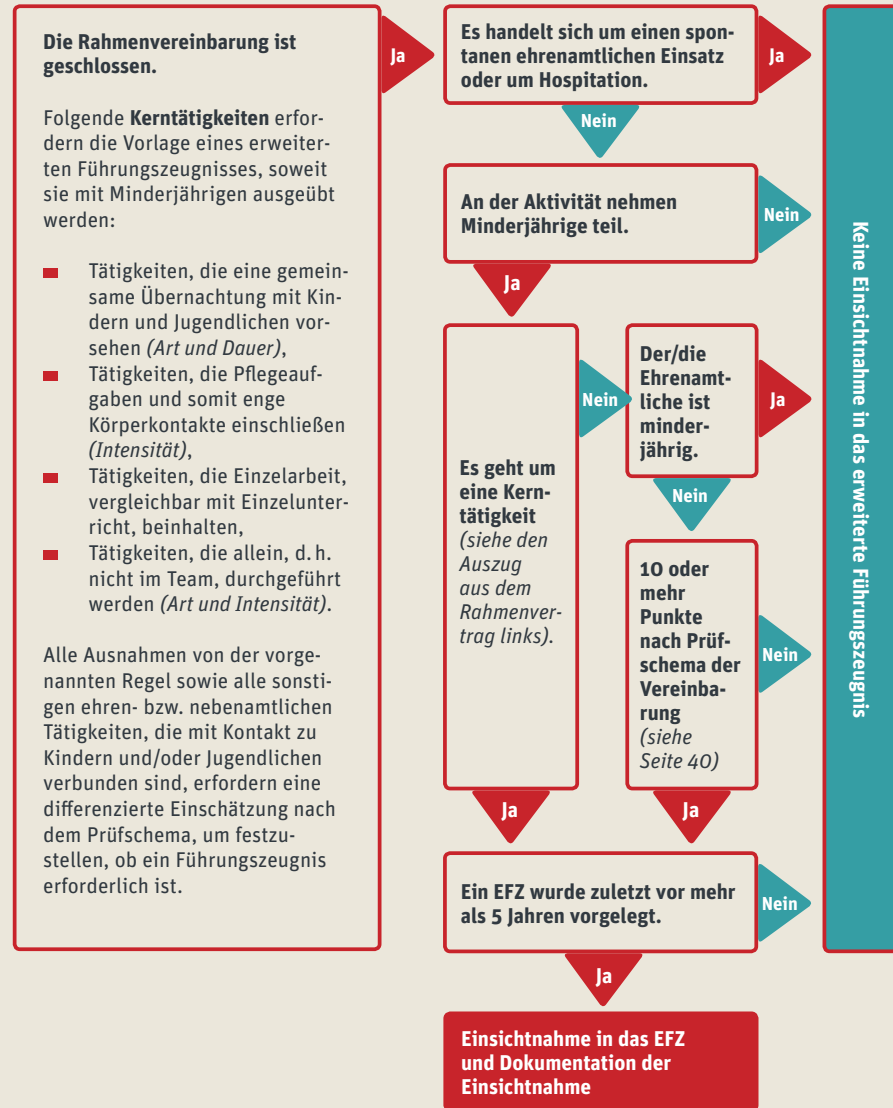 Die Rahmenvereinbarung ist
geschlossen.
Folgende Kerntätigkeiten erfor-
dern die Vorlage eines erweiter-
ten Führungszeugnisses, soweit
sie mit Minderjährigen ausgeübt
werden:
Tätigkeiten, die eine gemein-
same Übernachtung mit Kin-
dern und Jugendlichen vor-
sehen (Art und Dauer),
Tätigkeiten, die Pflegeauf-
gaben und somit enge
Körperkontakte einschließen
(Intensität),
Tätigkeiten, die Einzelarbeit,
vergleichbar mit Einzelunter-
richt, beinhalten,
Tätigkeiten, die allein, d. h.
nicht im Team, durchgeführt
werden (Art und Intensität).
Alle Ausnahmen von der vorge-
nannten Regel sowie alle sonsti-
gen ehren- bzw. nebenamtlichen
Tätigkeiten, die mit Kontakt zu
Kindern und/oder Jugendlichen
verbunden sind, erfordern eine
differenzierte Einschätzung nach
dem Prüfschema, um festzu-
stellen, ob ein Führungszeugnis
erforderlich ist.
Ja
Es handelt sich um einen spon-
tanen ehrenamtlichen Einsatz
oder um Hospitation.
Ja
Nein
An der Aktivität nehmen
Minderjährige teil.
Nein
Ja
Es geht um
eine Kern-
tätigkeit
(siehe den
Auszug
aus dem
Rahmenver-
trag links).
Nein
Der/die
Ehrenamt-
liche ist
minder-
jährig.
Ja
Nein
10 oder
mehr
Punkte
nach Prüf-
schema der
Vereinba-
rung
(siehe
Seite 40)
Nein
Ja
Ja
Ein EFZ wurde zuletzt vor mehr
als 5 Jahren vorgelegt.
Nein
Ja
Einsichtnahme in das EFZ
und Dokumentation der
Einsichtnahme
Keine Einsichtnahme in das erweiterte Führungszeugnis